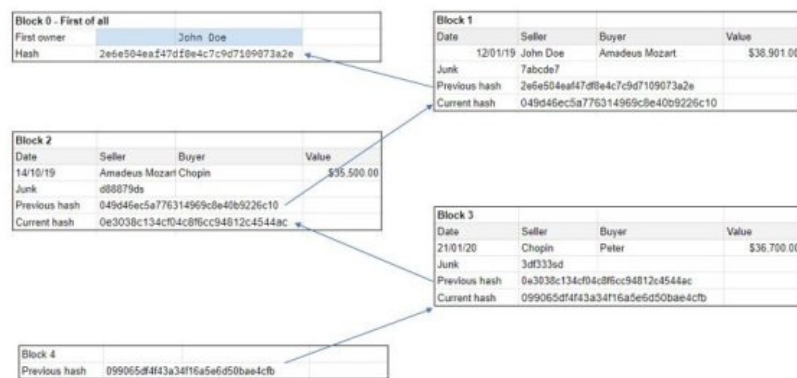 Block 0 - First of all
First owner John Doe
Hash 2e6e504eaf47df8e4c7c9d7109073a2e
Block 1
Date Seller Buyer Value
12/01/19 John Doe Amadeus Mozart $38,901.00
Junk 7abcde7
Previous hash 2e6e504eaf47df8e4c7c9d7109073a2e
Current hash 049d46ec5a776314969c8e40b9226c10
Block 2
Date Seller Buyer Value
14/10/19 Amadeus Mozart Chopin $35,500.00
Junk d88879ds
Previous hash 049d46ec5a776314969c8e40b9226c10
Current hash 0e3038c134cf04c8f6cc94812c4544ac
Block 3
Date Seller Buyer Value
21/01/20 Chopin Peter $36,700.00
Junk 3df333sd
Previous hash 0e3038c134cf04c8f6cc94812c4544ac
Current hash 099065df4f43a34f16a5e6d50bae4cfb
Block 4
Previous hash 099065df4f43a34f16a5e6d50bae4cfb